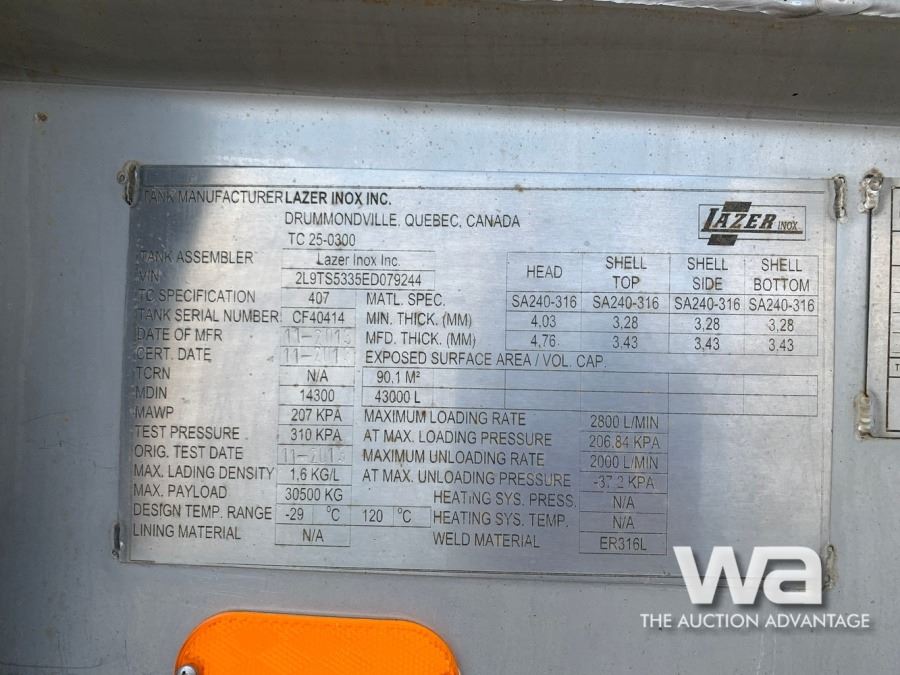 TANK MANUFACTURER LAZER INOX INC.
DRUMMONDVILLE, QUEBEC, CANADA
TC 25-0300
LAZER INOX
TANK ASSEMBLER Lazer Inox Inc.
VIN 2L9TS5335ED079244
HEAD SHELL TOP SHELL SIDE SHELL BOTTOM
TC SPECIFICATION 407 MATL. SPEC. SA240-316 SA240-316 SA240-316 SA240-316
TANK SERIAL NUMBER CF40414 MIN. THICK. (MM) 4,03 3,28 3,28 3,28
DATE OF MFR 11-2013 MFD. THICK. (MM) 4,76 3,43 3,43 3,43
CERT. DATE 11-2013 EXPOSED SURFACE AREA / VOL. CAP.
TCRN N/A 90,1 M²
MDIN 14300 43000 L
MAWP 207 KPA MAXIMUM LOADING RATE 2800 L/MIN
TEST PRESSURE 310 KPA AT MAX. LOADING PRESSURE 206.84 KPA
ORIG. TEST DATE 11-2013 MAXIMUM UNLOADING RATE 2000 L/MIN
MAX. LADING DENSITY 1,6 KG/L AT MAX. UNLOADING PRESSURE -37,2 KPA
MAX. PAYLOAD 30500 KG HEATING SYS. PRESS. N/A
DESIGN TEMP. RANGE -29 °C 120 °C HEATING SYS. TEMP. N/A
LINING MATERIAL N/A WELD MATERIAL ER316L
wa
THE AUCTION ADVANTAGE